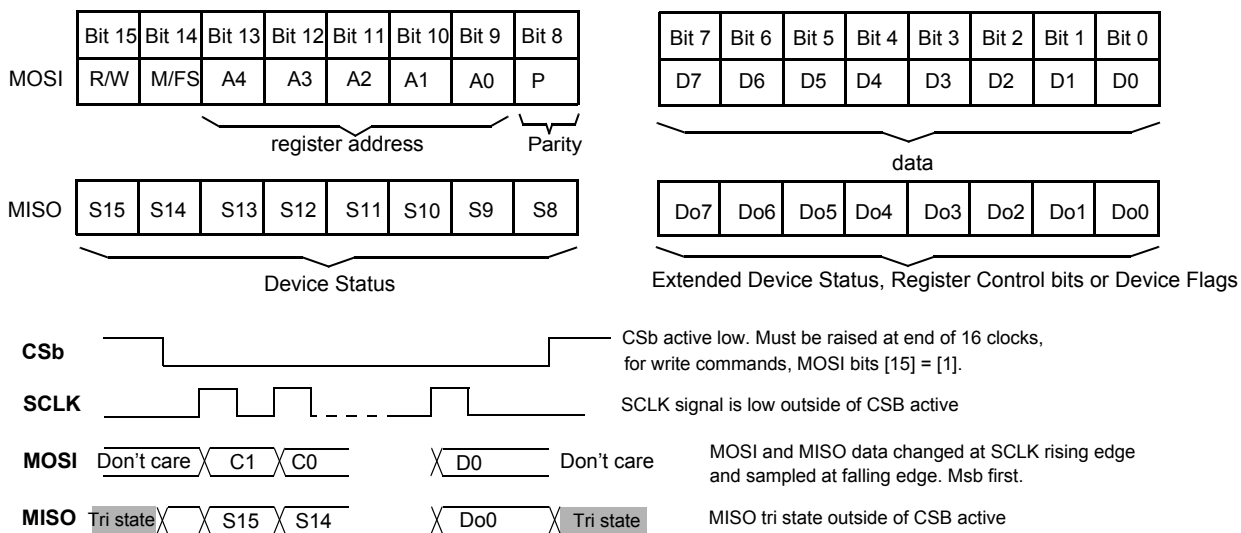 Bit 15 Bit 14 Bit 13 Bit 12 Bit 11 Bit 10 Bit 9 Bit 8 Bit 7 Bit 6 Bit 5 Bit 4 Bit 3 Bit 2 Bit 1 Bit 0
MOSI R/W M/FS A4 A3 A2 A1 A0 P D7 D6 D5 D4 D3 D2 D1 D0
register address Parity data
MISO S15 S14 S13 S12 S11 S10 S9 S8 Do7 Do6 Do5 Do4 Do3 Do2 Do1 Do0
Device Status Extended Device Status, Register Control bits or Device Flags
CSb CSb active low. Must be raised at end of 16 clocks,
for write commands, MOSI bits [15] = [1].
SCLK SCLK signal is low outside of CSB active
MOSI Don't care C1 C0 D0 Don't care MOSI and MISO data changed at SCLK rising edge
and sampled at falling edge. Msb first.
MISO Tri state S15 S14 Do0 Tri state MISO tri state outside of CSB active